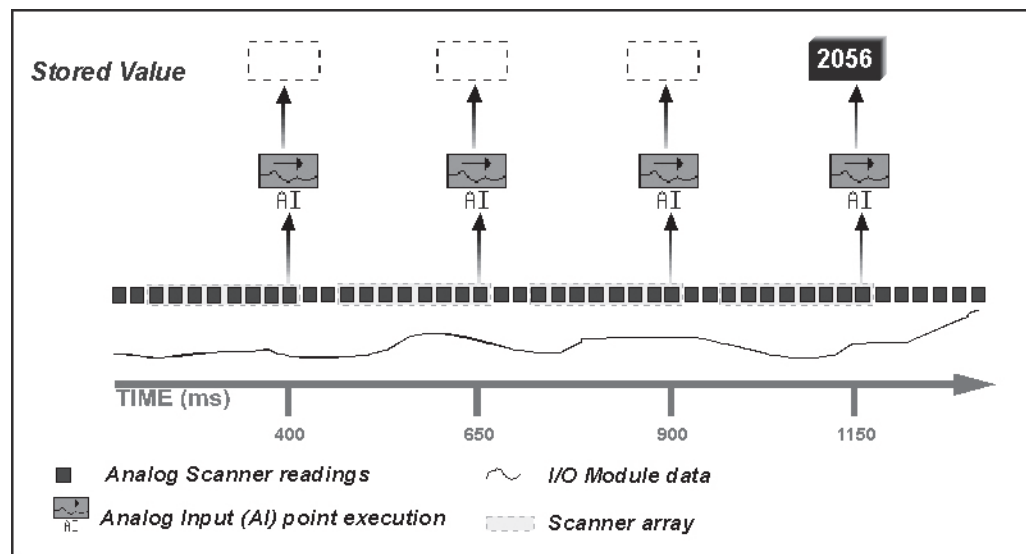 Stored Value
2056
AI AI AI AI
TIME (ms)
400 650 900 1150
Analog Scanner readings
I/O Module data
AI
Analog Input (AI) point execution
Scanner array